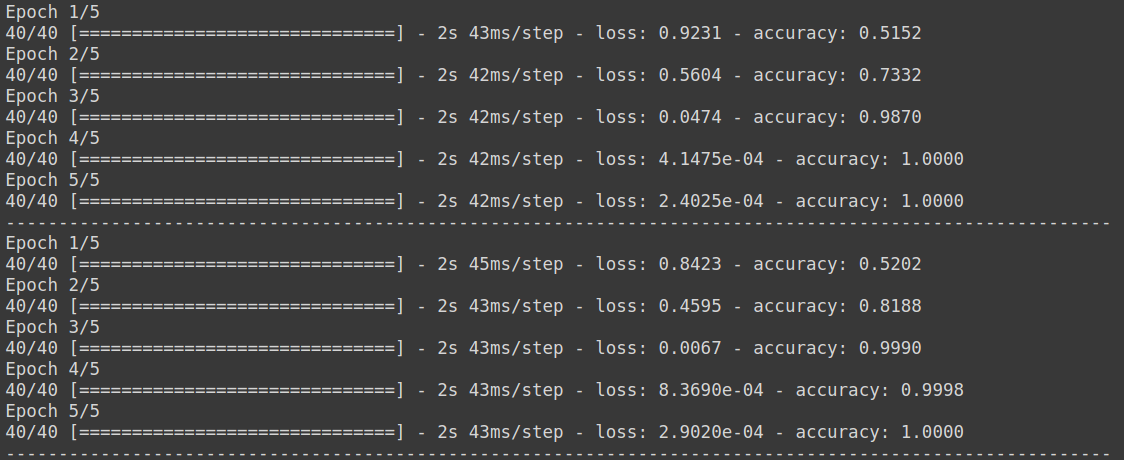 Epoch 1/5
40/40 [==============================] - 2s 43ms/step - loss: 0.9231 - accuracy: 0.5152
Epoch 2/5
40/40 [==============================] - 2s 42ms/step - loss: 0.5604 - accuracy: 0.7332
Epoch 3/5
40/40 [==============================] - 2s 42ms/step - loss: 0.0474 - accuracy: 0.9870
Epoch 4/5
40/40 [==============================] - 2s 42ms/step - loss: 4.1475e-04 - accuracy: 1.0000
Epoch 5/5
40/40 [==============================] - 2s 42ms/step - loss: 2.4025e-04 - accuracy: 1.0000
---------------------------------------------------------------------------------------------------------
Epoch 1/5
40/40 [==============================] - 2s 45ms/step - loss: 0.8423 - accuracy: 0.5202
Epoch 2/5
40/40 [==============================] - 2s 43ms/step - loss: 0.4595 - accuracy: 0.8188
Epoch 3/5
40/40 [==============================] - 2s 43ms/step - loss: 0.0067 - accuracy: 0.9990
Epoch 4/5
40/40 [==============================] - 2s 43ms/step - loss: 8.3690e-04 - accuracy: 0.9998
Epoch 5/5
40/40 [==============================] - 2s 43ms/step - loss: 2.9020e-04 - accuracy: 1.0000
---------------------------------------------------------------------------------------------------------